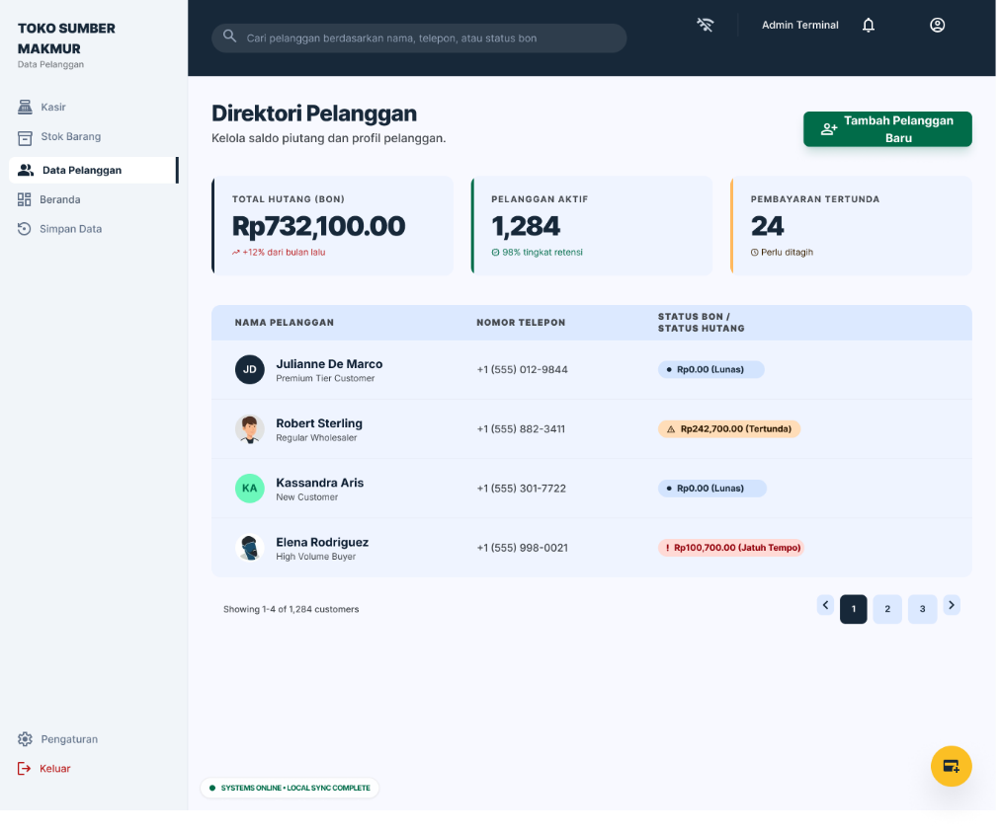 TOKO SUMBER
MAKMUR
Data Pelanggan
Kasir
Stok Barang
Data Pelanggan
Beranda
Simpan Data
Pengaturan
Keluar
Cari pelanggan berdasarkan nama, telepon, atau status bon
Admin Terminal
Direktori Pelanggan
Kelola saldo piutang dan profil pelanggan.
Tambah Pelanggan
Baru
TOTAL HUTANG (BON)
Rp732,100.00
+12% dari bulan lalu
PELANGGAN AKTIF
1,284
98% tingkat retensi
PEMBAYARAN TERTUNDA
24
Perlu ditagih
NAMA PELANGGAN
NOMOR TELEPON
STATUS BON /
STATUS HUTANG
JD
Julianne De Marco
Premium Tier Customer
+1 (555) 012-9844
Rp0.00 (Lunas)
Robert Sterling
Regular Wholesaler
+1 (555) 882-3411
Rp242,700.00 (Tertunda)
KA
Kassandra Aris
New Customer
+1 (555) 301-7722
Rp0.00 (Lunas)
Elena Rodriguez
High Volume Buyer
+1 (555) 998-0021
Rp100,700.00 (Jatuh Tempo)
Showing 1-4 of 1,284 customers
1
2
3
SYSTEMS ONLINE • LOCAL SYNC COMPLETE